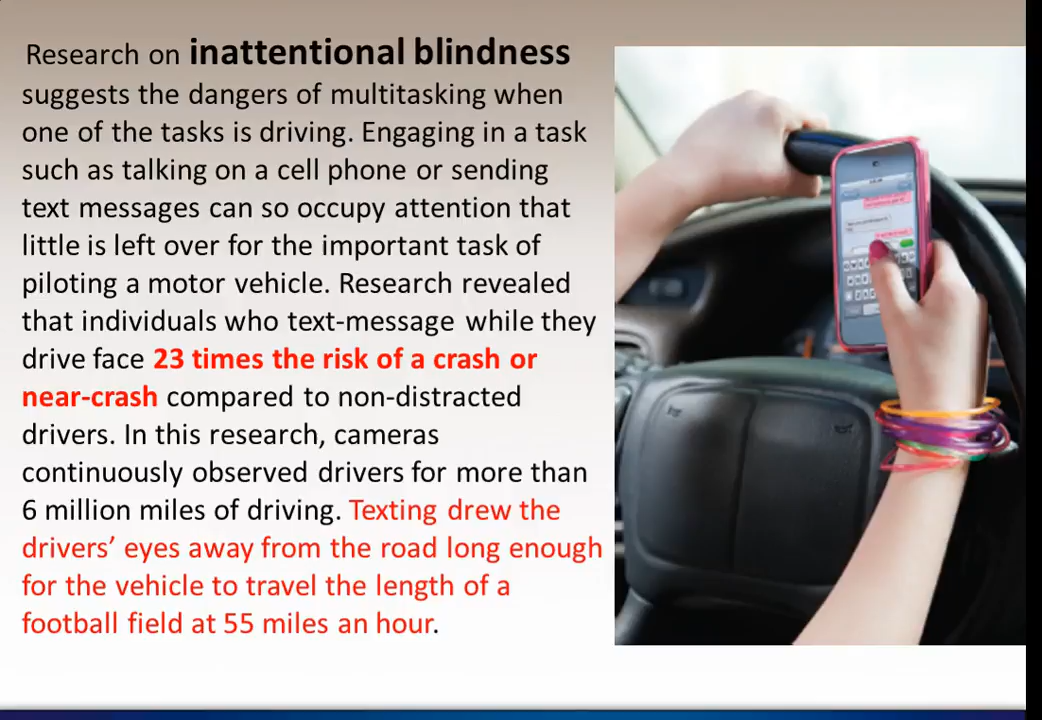 Research on inattentional blindness
suggests the dangers of multitasking when
one of the tasks is driving. Engaging in a task
such as talking on a cell phone or sending
text messages can so occupy attention that
little is left over for the important task of
piloting a motor vehicle. Research revealed
that individuals who text-message while they
drive face 23 times the risk of a crash or
near-crash compared to non-distracted
drivers. In this research, cameras
continuously observed drivers for more than
6 million miles of driving. Texting drew the
drivers’ eyes away from the road long enough
for the vehicle to travel the length of a
football field at 55 miles an hour.